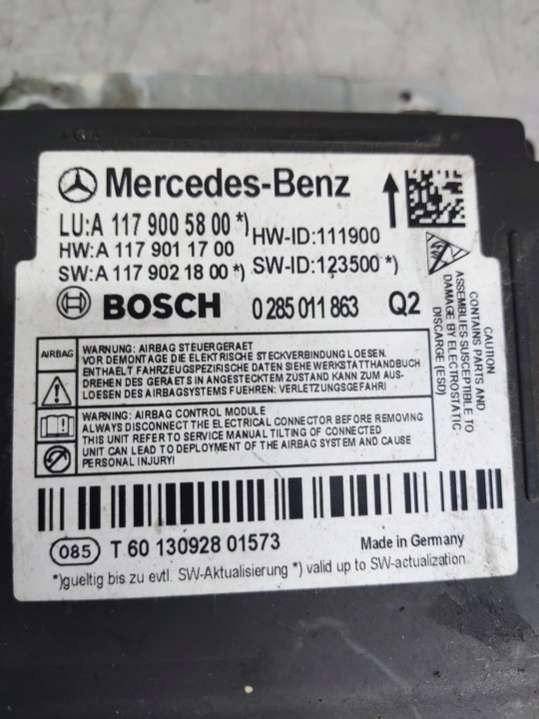 Mercedes-Benz
LU:A 117 900 58 00 *)
HW-ID:111900
HW:A 117 901 17 00
SW:A 117 902 18 00 *)
SW-ID:123500 *)
BOSCH
0 285 011 863
Q2
CAUTION
CONTAINS PARTS AND
ASSEMBLIES SUSCEPTIBLE TO
DAMAGE BY ELECTROSTATIC
DISCHARGE (ESD)
AIRBAG
WARNUNG: AIRBAG STEUERGERAET
VOR DEMONTAGE DIE ELEKTRISCHE STECKVERBINDUNG LOESEN.
ENTHAELT FAHRZEUGSPEZIFISCHE DATEN SIEHE WERKSTATTHANDBUCH
DREHEN DES GERAETS IN ANGESTECKTEM ZUSTAND KANN ZUM AUS-
LOESEN DES AIRBAGSYSTEMS FUEHREN: VERLETZUNGSGEFAHR!
WARNING: AIRBAG CONTROL MODULE
ALWAYS DISCONNECT THE ELECTRICAL CONNECTOR BEFORE REMOVING
THIS UNIT REFER TO SERVICE MANUAL TILTING OF CONNECTED
UNIT CAN LEAD TO DEPLOYMENT OF THE AIRBAG SYSTEM AND CAUSE
PERSONAL INJURY!
085
T 60 130928 01573
Made in Germany
*)gueltig bis zu evtl. SW-Aktualisierung *) valid up to SW-actualization